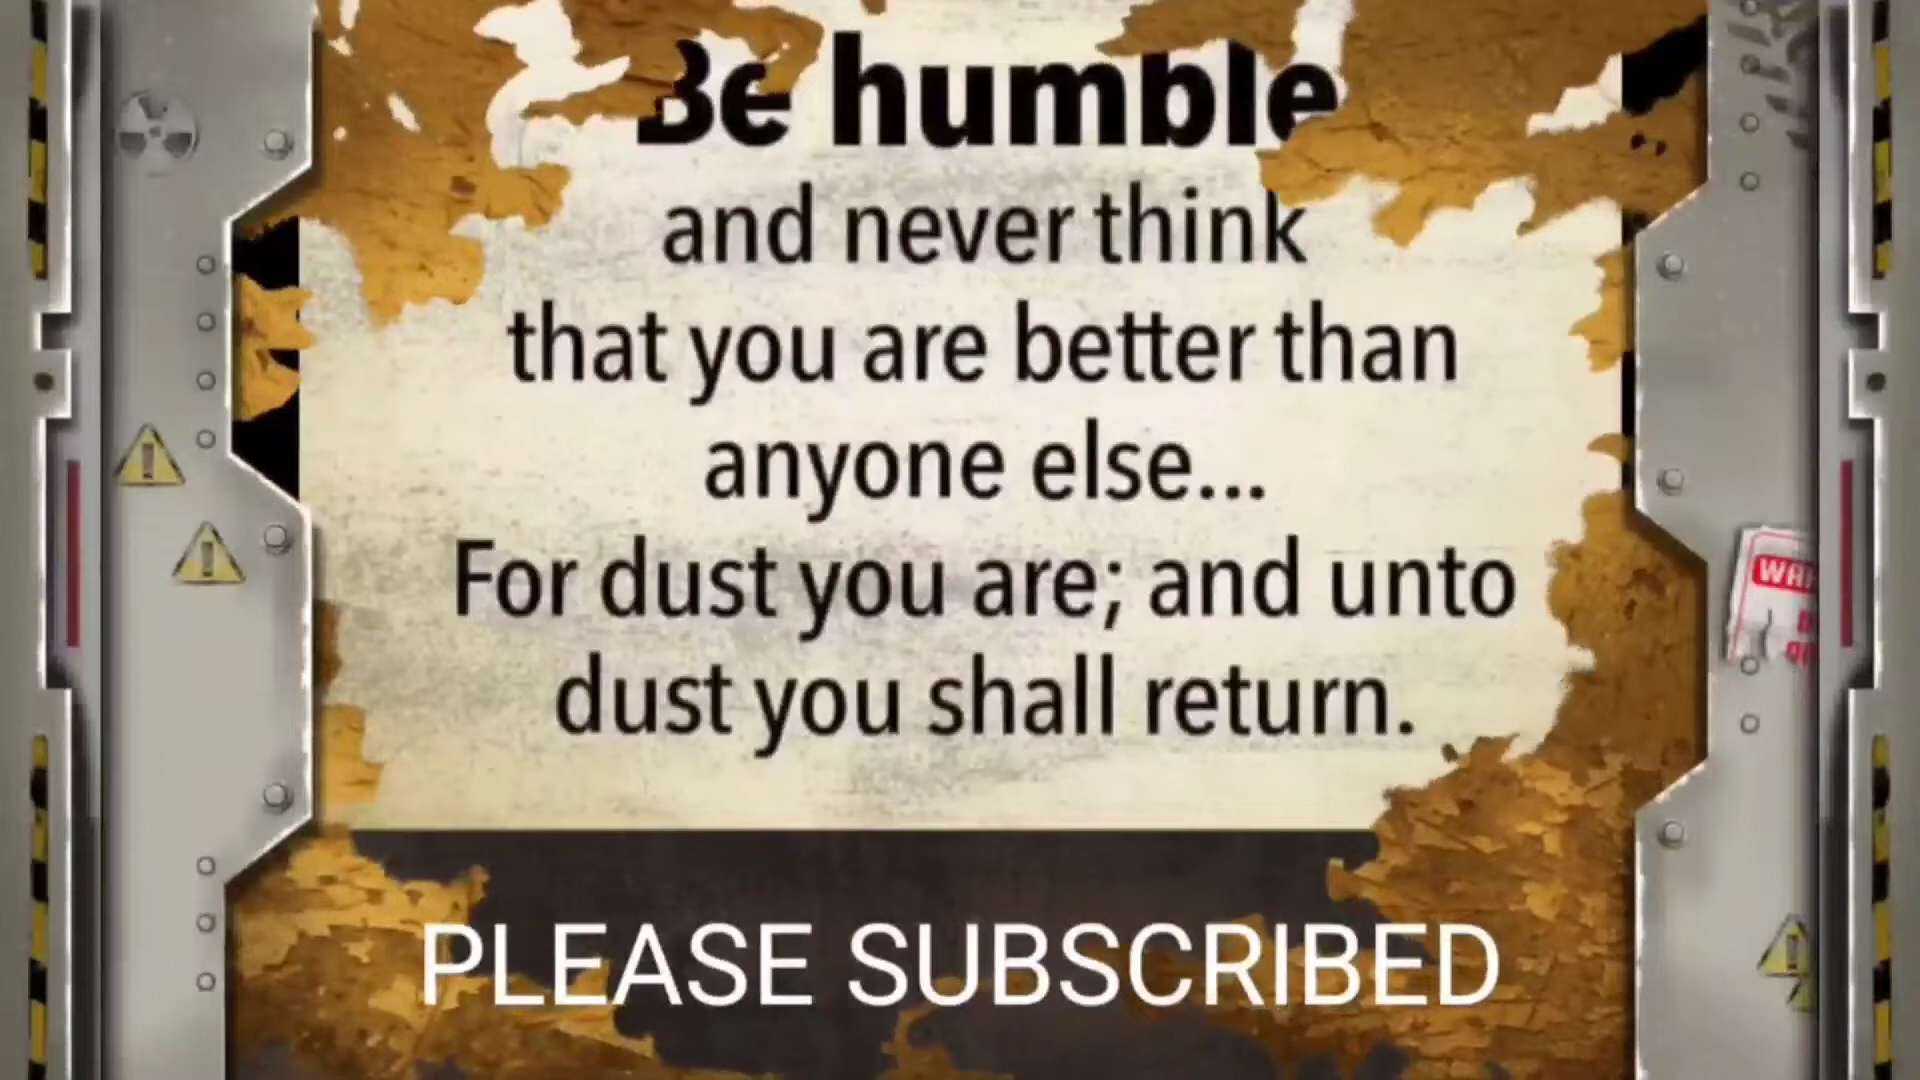 Be humble
and never think
that you are better than
anyone else...
For dust you are; and unto
dust you shall return.
PLEASE SUBSCRIBED